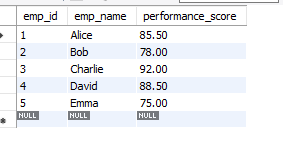 emp_id emp_name performance_score
1 Alice 85.50
2 Bob 78.00
3 Charlie 92.00
4 David 88.50
5 Emma 75.00
NULL NULL NULL